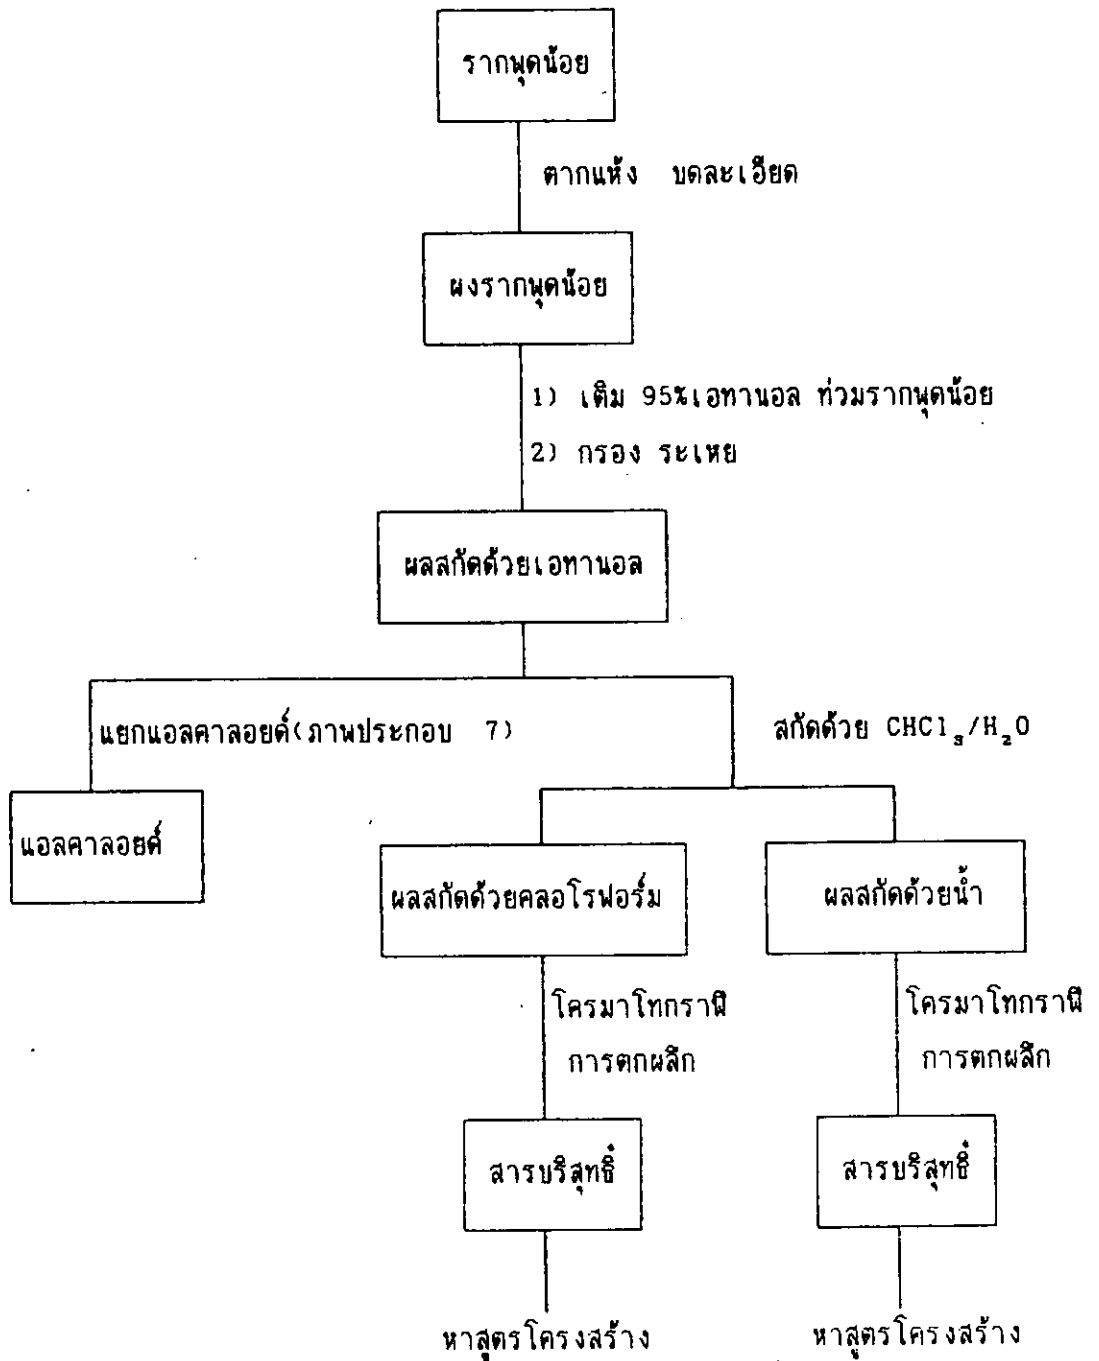 รากพุดน้อย
ตากแห้ง บดละเอียด
ผงรากพุดน้อย
1) เติม 95%เอทานอล ท่วมรากพุดน้อย
2) กรอง ระเหย
ผลสกัดด้วยเอทานอล
แยกแอลคาลอยด์(ภาพประกอบ 7)
สกัดด้วย CHCl₃/H₂O
แอลคาลอยด์
ผลสกัดด้วยคลอโรฟอร์ม
ผลสกัดด้วยน้ำ
โครมาโทกราฟี
การตกผลึก
โครมาโทกราฟี
การตกผลึก
สารบริสุทธิ์
สารบริสุทธิ์
หาสูตรโครงสร้าง
หาสูตรโครงสร้าง